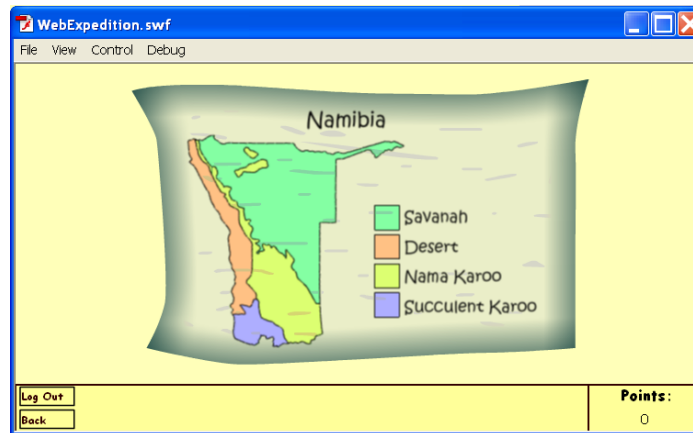 WebExpedition.swf
File View Control Debug
Namibia
Savanah
Desert
Nama Karoo
Succulent Karoo
Log Out
Back
Points:
0